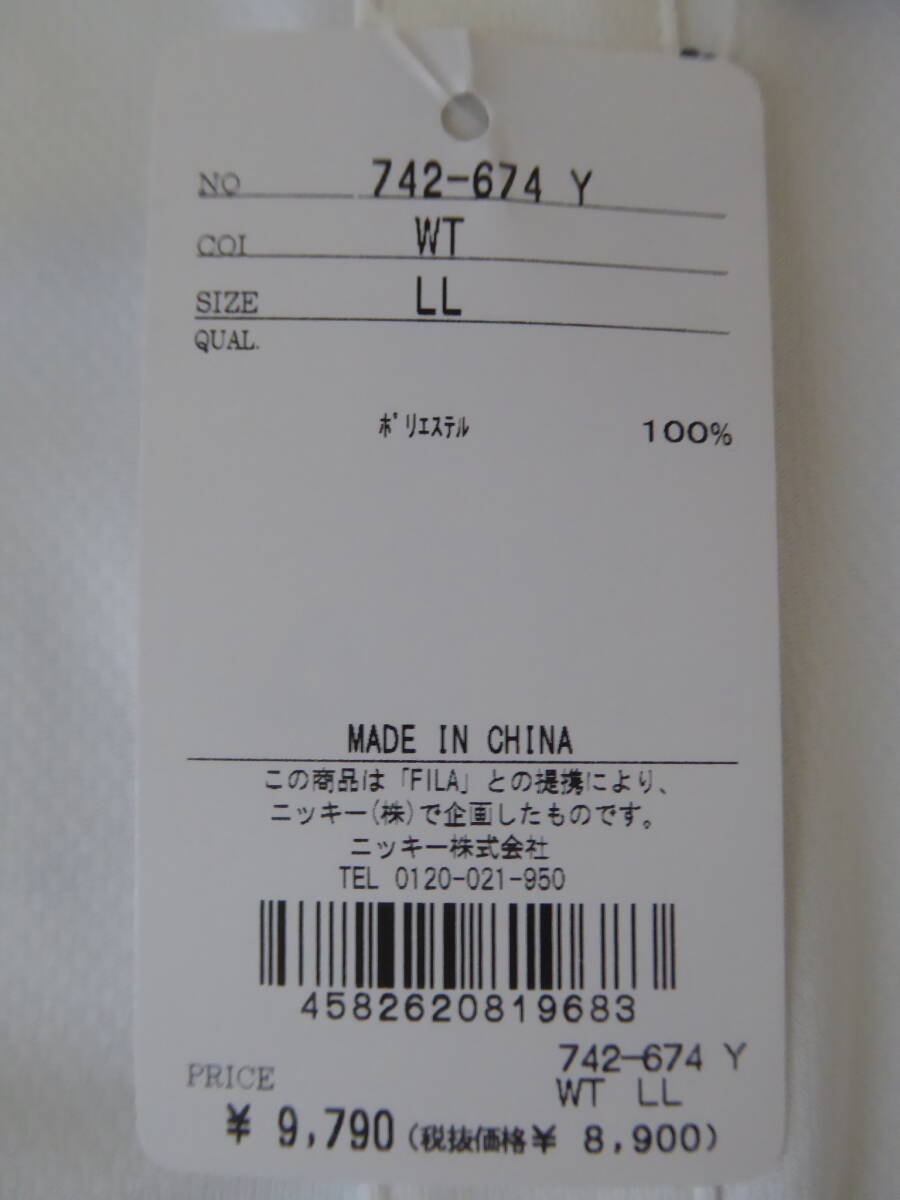 NO 742-674 Y
COL WT
SIZE LL
QUAL.
ポリエステル 100%
MADE IN CHINA
この商品は「FILA」との提携により、
ニッキー(株)で企画したものです。
ニッキー株式会社
TEL 0120-021-950
4582620819683
742-674 Y
PRICE WT LL
¥ 9,790 (税抜価格¥ 8,900)